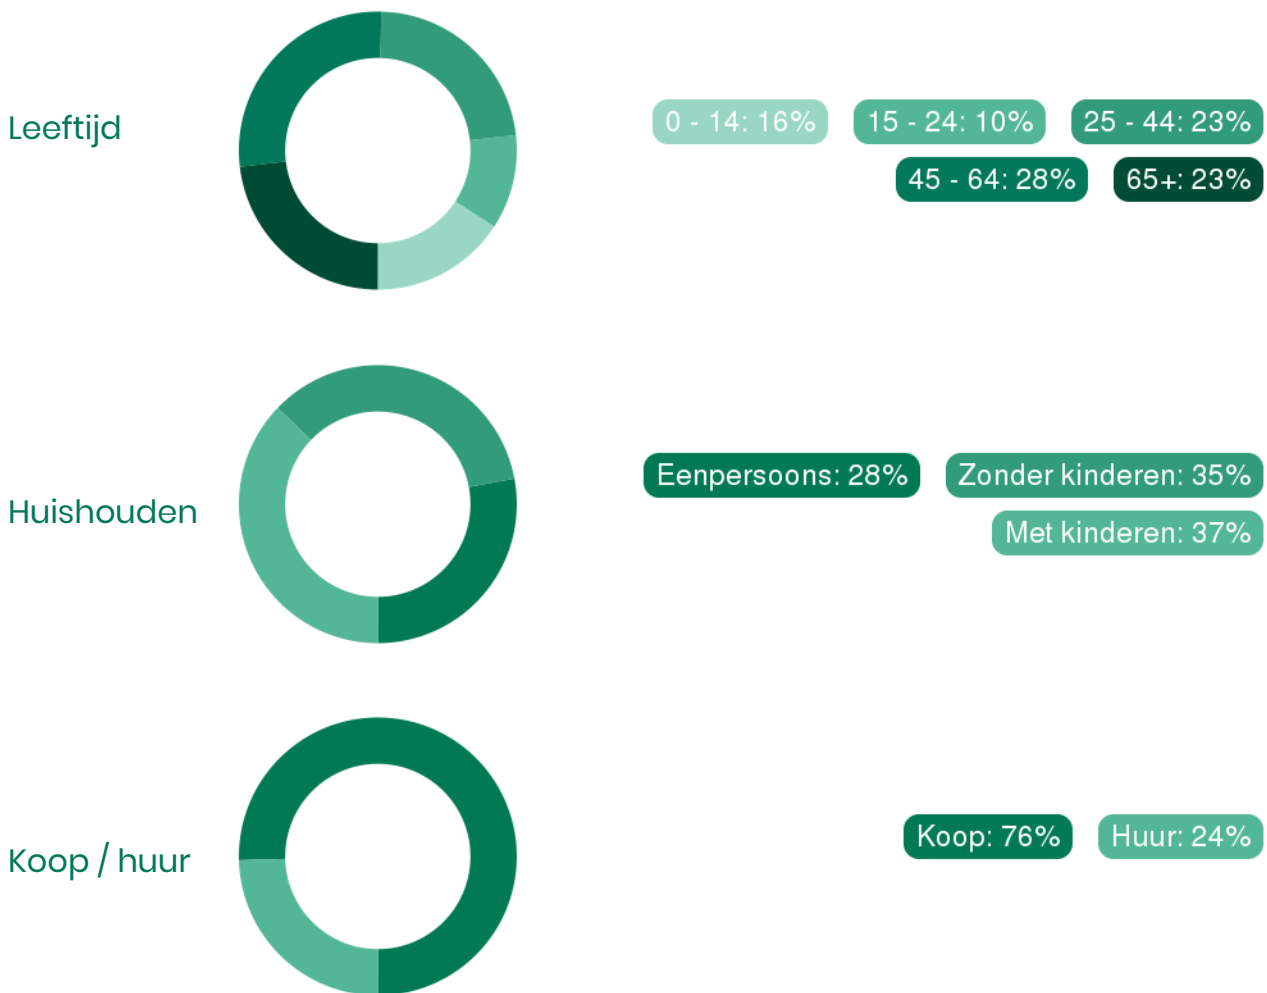 Leeftijd
0 - 14: 16% 15 - 24: 10% 25 - 44: 23%
45 - 64: 28% 65+: 23%
Huishouden
Eenpersoons: 28% Zonder kinderen: 35%
Met kinderen: 37%
Koop / huur
Koop: 76% Huur: 24%